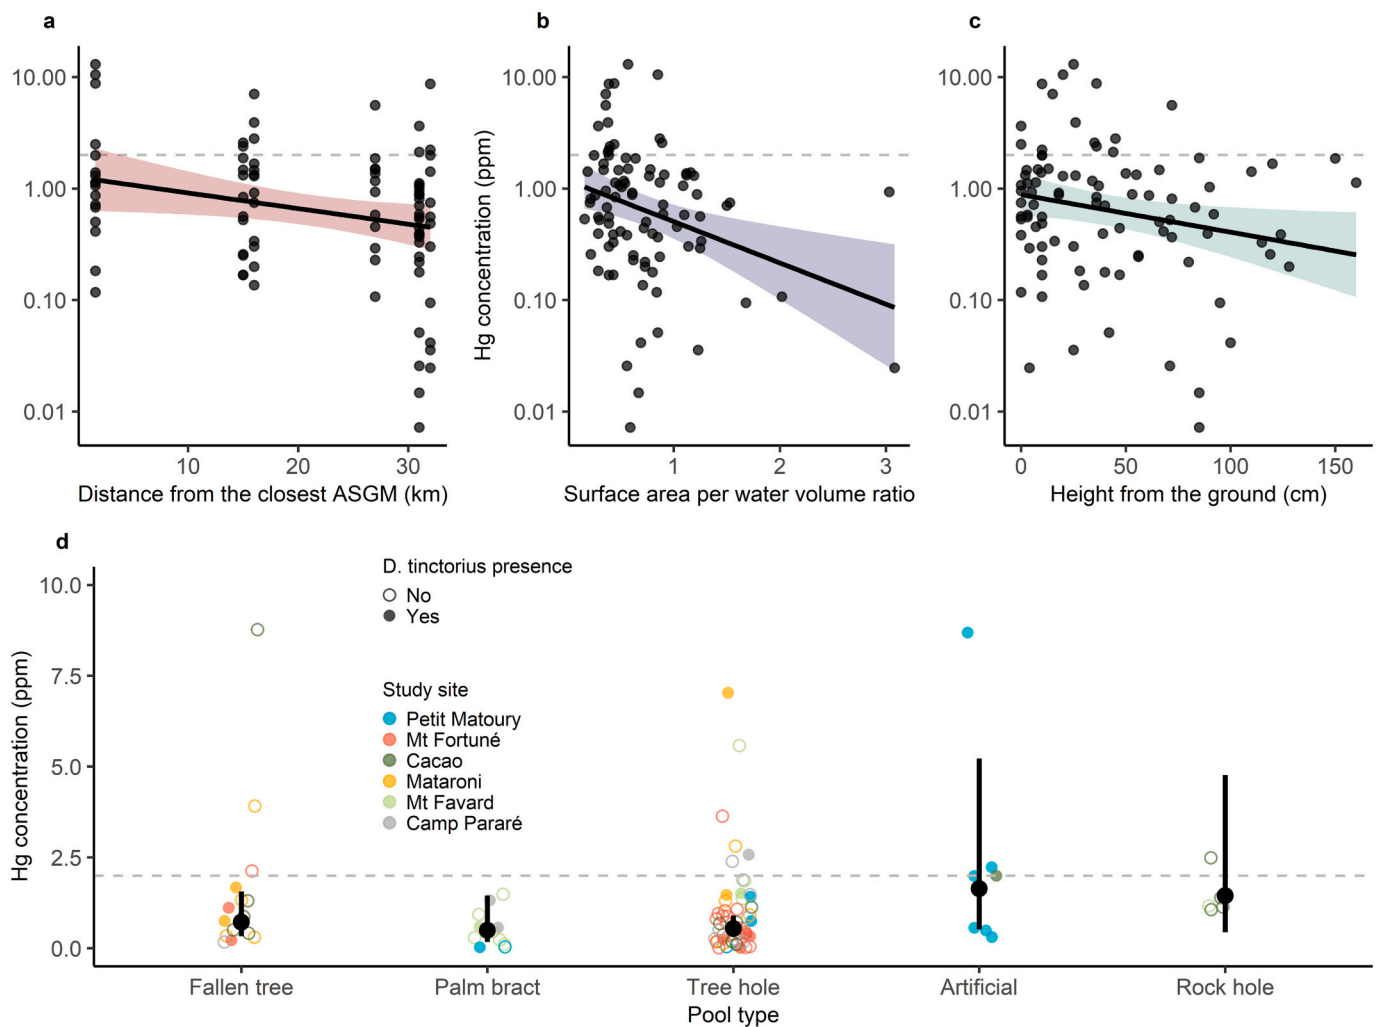 a
b
c
10.00
1.00
0.10
0.01
10
20
30
Distance from the closest ASGM (km)
Hg concentration (ppm)
10.00
1.00
0.10
0.01
1
2
3
Surface area per water volume ratio
10.00
1.00
0.10
0.01
0
50
100
150
Height from the ground (cm)
d
D. tinctorius presence
No
Yes
Study site
Petit Matoury
Mt Fortuné
Cacao
Mataroni
Mt Favard
Camp Pararé
Hg concentration (ppm)
10.0
7.5
5.0
2.5
0.0
Fallen tree
Palm bract
Tree hole
Artificial
Rock hole
Pool type